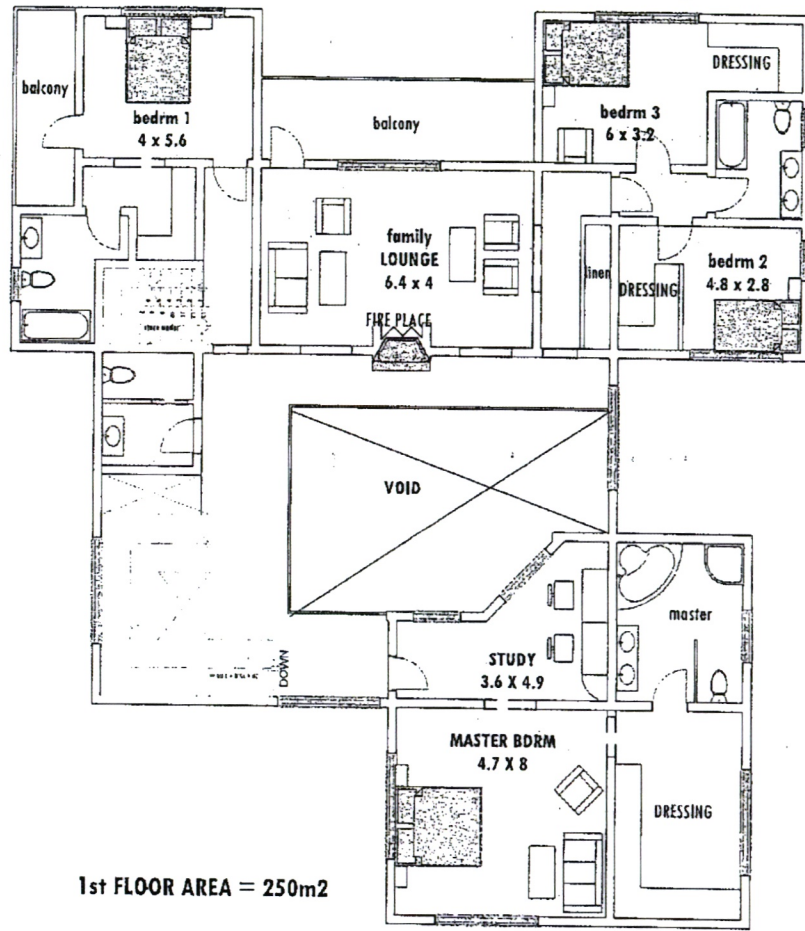 balcony
bedrm 1
4 x 5.6
balcony
DRESSING
bedrm 3
6 x 3.2
family
LOUNGE
6.4 x 4
FIRE PLACE
linen
DRESSING
bedrm 2
4.8 x 2.8
VOID
master
STUDY
3.6 X 4.9
DOWN
MASTER BDRM
4.7 X 8
DRESSING
1st FLOOR AREA = 250m2